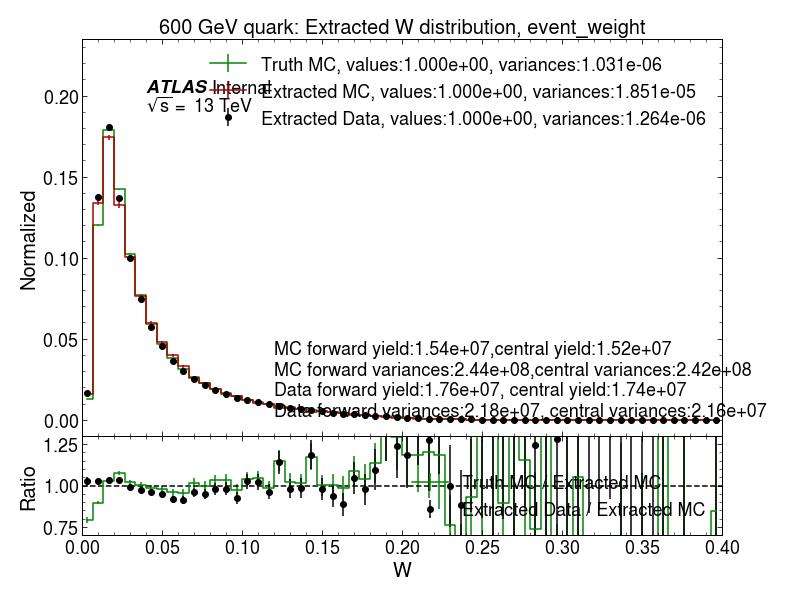 600 GeV quark: Extracted W distribution, event_weight
Truth MC, values:1.000e+00, variances:1.031e-06
ATLAS Internal
Extracted MC, values:1.000e+00, variances:1.851e-05
√s = 13 TeV
Extracted Data, values:1.000e+00, variances:1.264e-06
0.20
0.15
0.10
0.05
0.00
Normalized
MC forward yield:1.54e+07,central yield:1.52e+07
MC forward variances:2.44e+08,central variances:2.42e+08
Data forward yield:1.76e+07, central yield:1.74e+07
Data forward variances:2.18e+07, central variances:2.16e+07
1.25
1.00
0.75
Ratio
Truth MC / Extracted MC
Extracted Data / Extracted MC
0.00 0.05 0.10 0.15 0.20 0.25 0.30 0.35 0.40
W